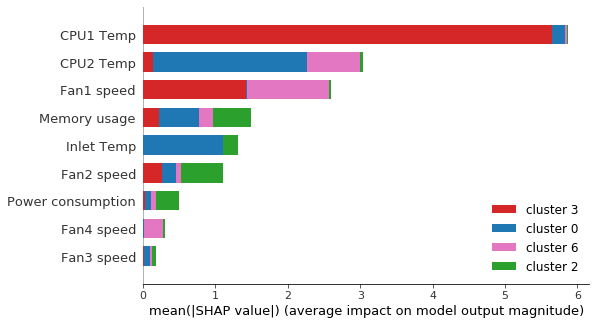 CPU1 Temp
CPU2 Temp
Fan1 speed
Memory usage
Inlet Temp
Fan2 speed
Power consumption
Fan4 speed
Fan3 speed
cluster 3
cluster 0
cluster 6
cluster 2
0 1 2 3 4 5 6
mean(|SHAP value|) (average impact on model output magnitude)